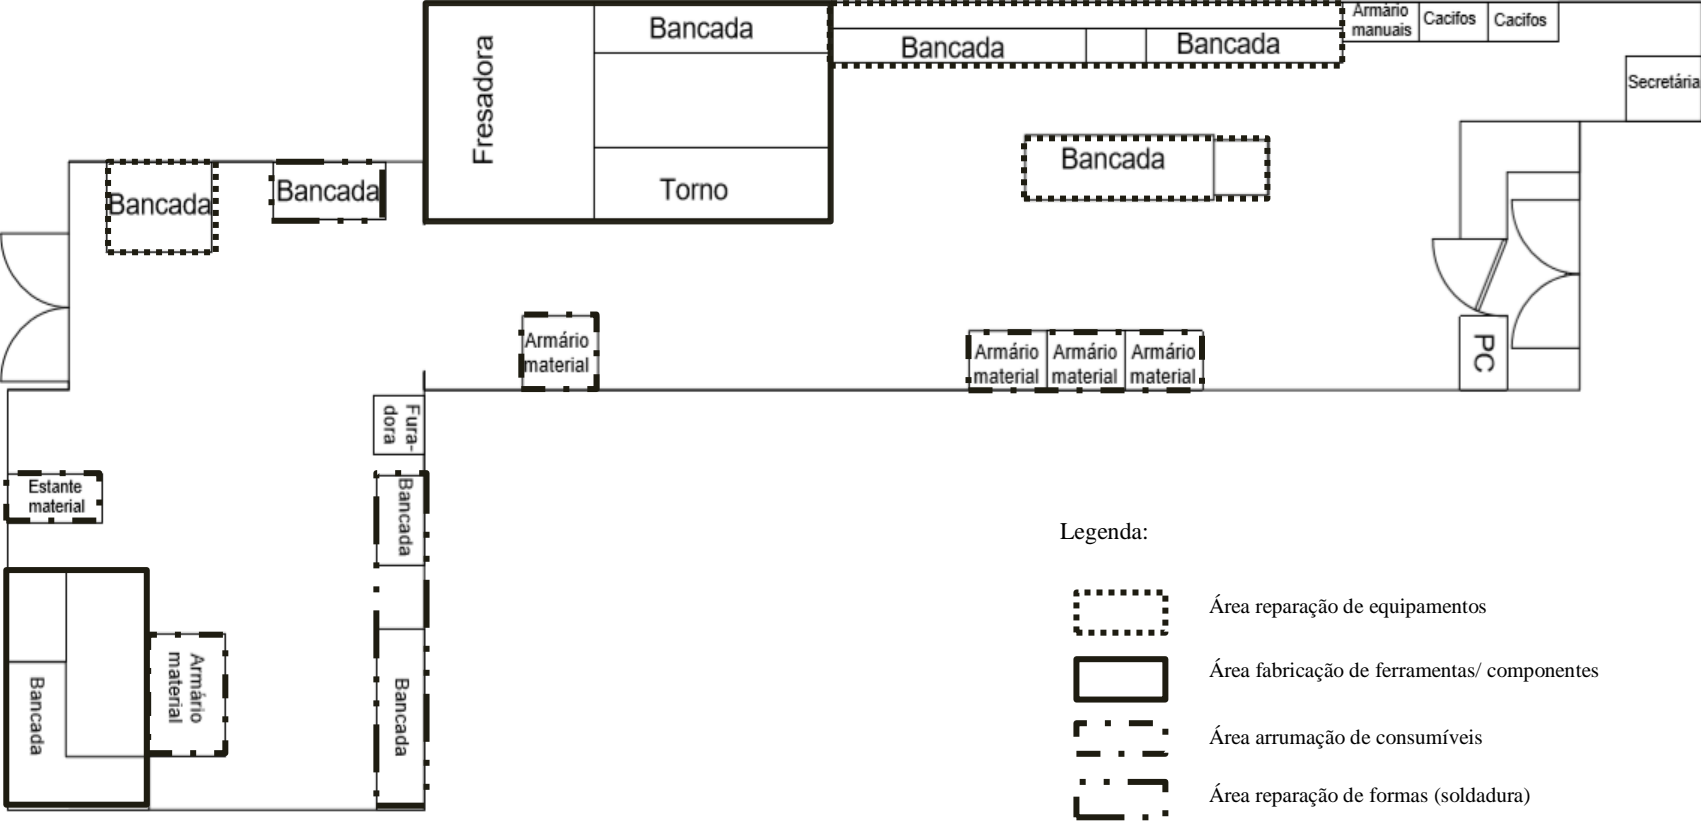 Fresadora
Bancada
Torno
Bancada
Bancada
Armário
manuais
Cacifos
Cacifos
Secretária
Bancada
Bancada
Bancada
Armário
material
Armário
material
Armário
material
Armário
material
PC
Fura-
dora
Estante
material
Bancada
Armário
material
Bancada
Bancada
Legenda:
Área reparação de equipamentos
Área fabricação de ferramentas/ componentes
Área arrumação de consumíveis
Área reparação de formas (soldadura)